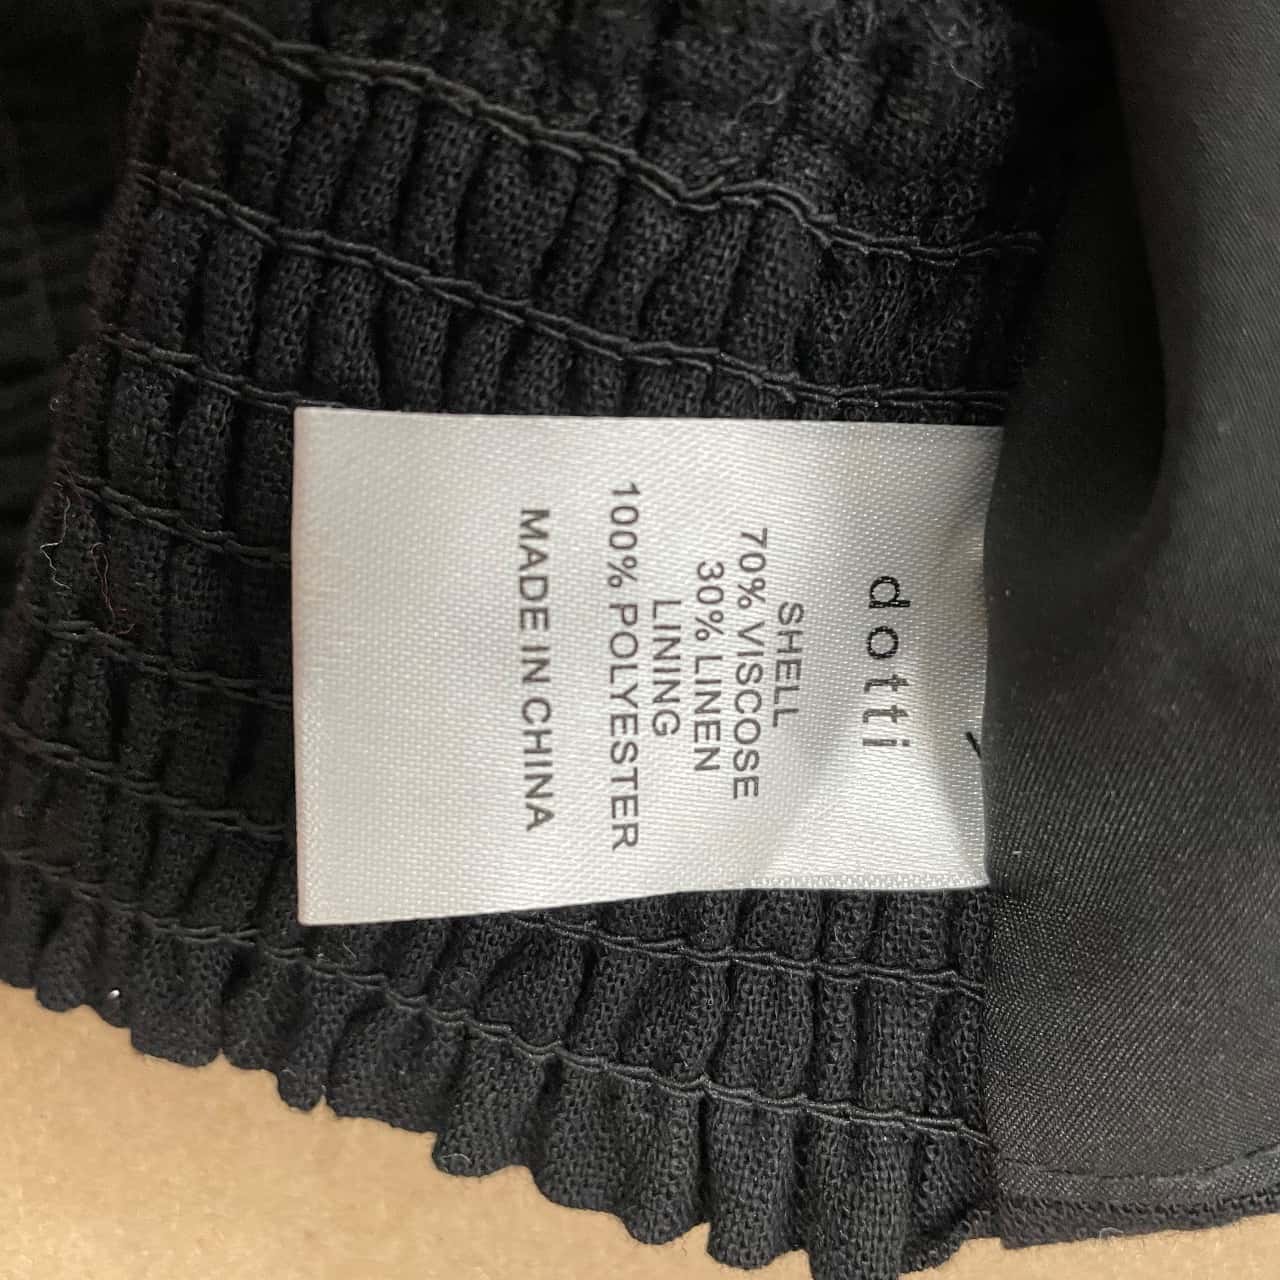 dotti
SHELL
70% VISCOSE
30% LINEN
LINING
100% POLYESTER
MADE IN CHINA